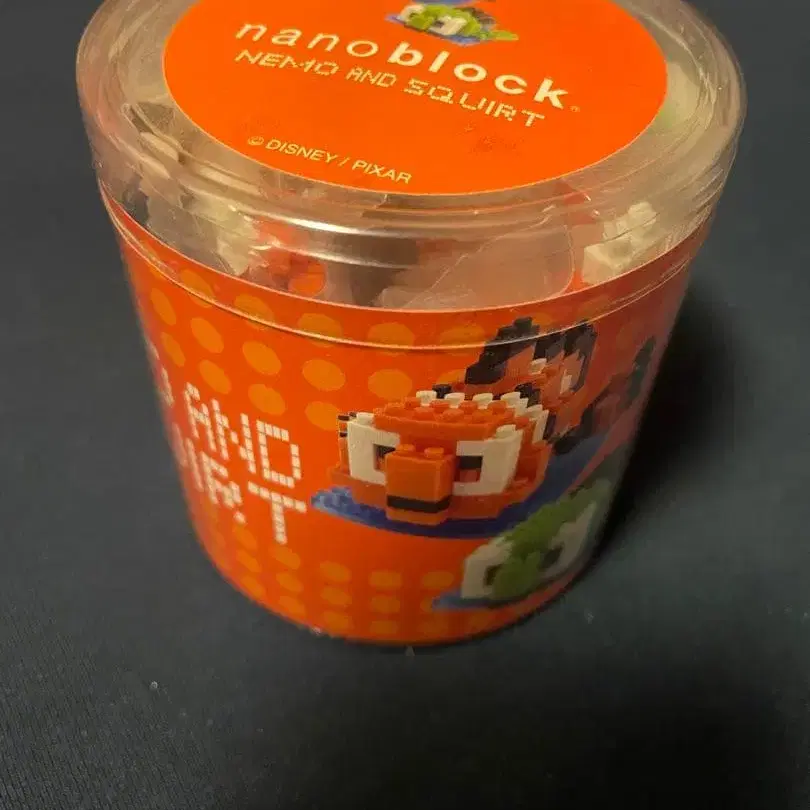 nanoblock®
NEMO AND SQUIRT
© DISNEY / PIXAR
AND
IRT